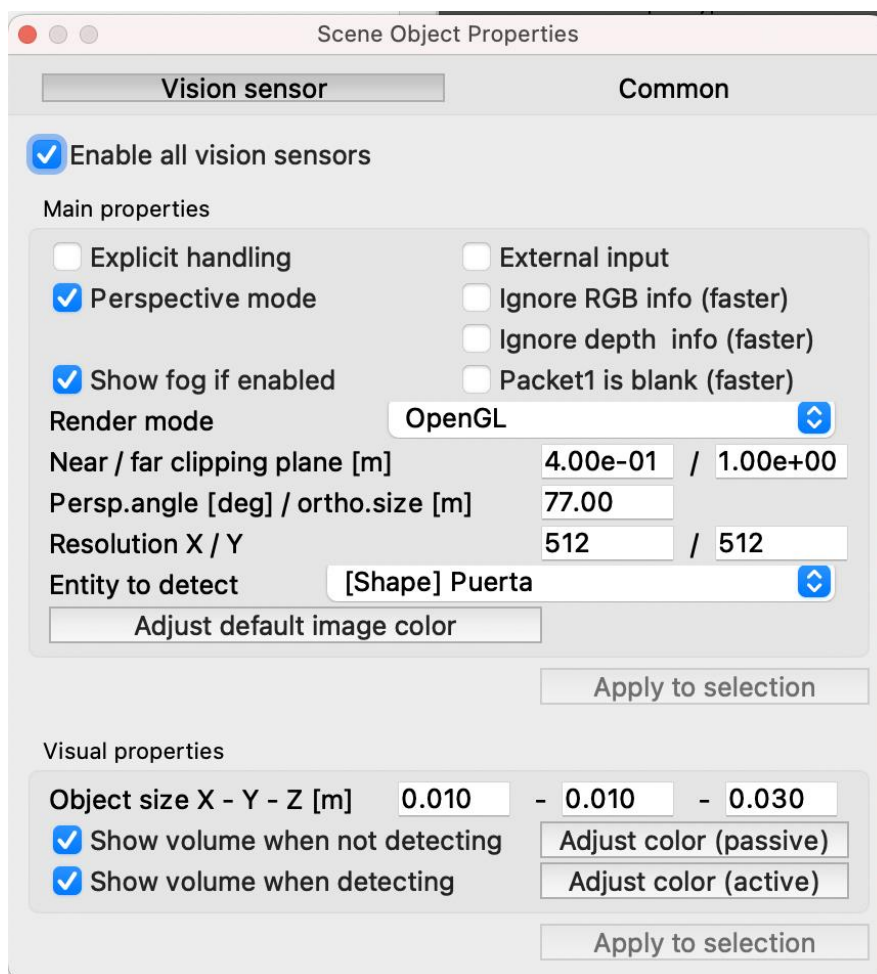 Scene Object Properties
Vision sensor Common
Enable all vision sensors
Main properties
Explicit handling External input
Perspective mode Ignore RGB info (faster)
Ignore depth  info (faster)
Show fog if enabled Packet1 is blank (faster)
Render mode OpenGL
Near / far clipping plane [m] 4.00e-01 / 1.00e+00
Persp.angle [deg] / ortho.size [m] 77.00
Resolution X / Y 512 / 512
Entity to detect [Shape] Puerta
Adjust default image color
Apply to selection
Visual properties
Object size X - Y - Z [m] 0.010 - 0.010 - 0.030
Show volume when not detecting Adjust color (passive)
Show volume when detecting Adjust color (active)
Apply to selection